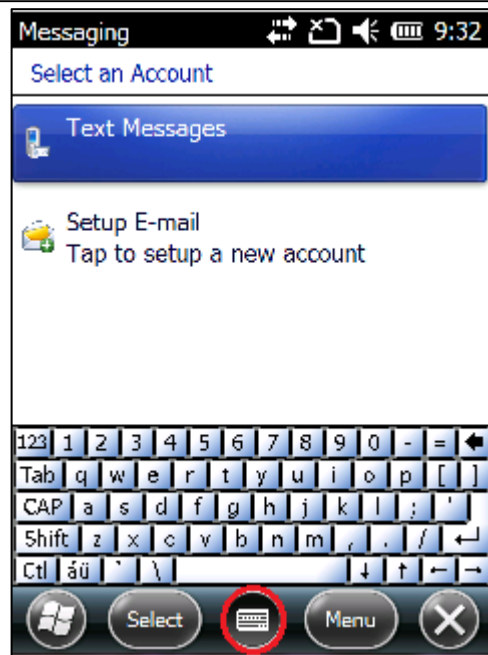 Messaging 9:32
Select an Account
Text Messages
Setup E-mail
Tap to setup a new account
123 1 2 3 4 5 6 7 8 9 0 - =
Tab q w e r t y u i o p [ ]
CAP a s d f g h j k l ; '
Shift z x c v b n m , . /
Ctl áü ` \
Select Menu